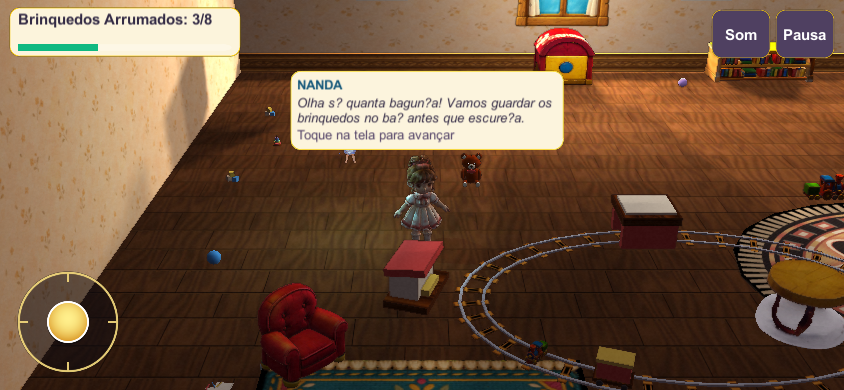 Brinquedos Arrumados: 3/8
Som
Pausa
NANDA
Olha s? quanta bagun?a! Vamos guardar os
brinquedos no ba? antes que escure?a.
Toque na tela para avançar